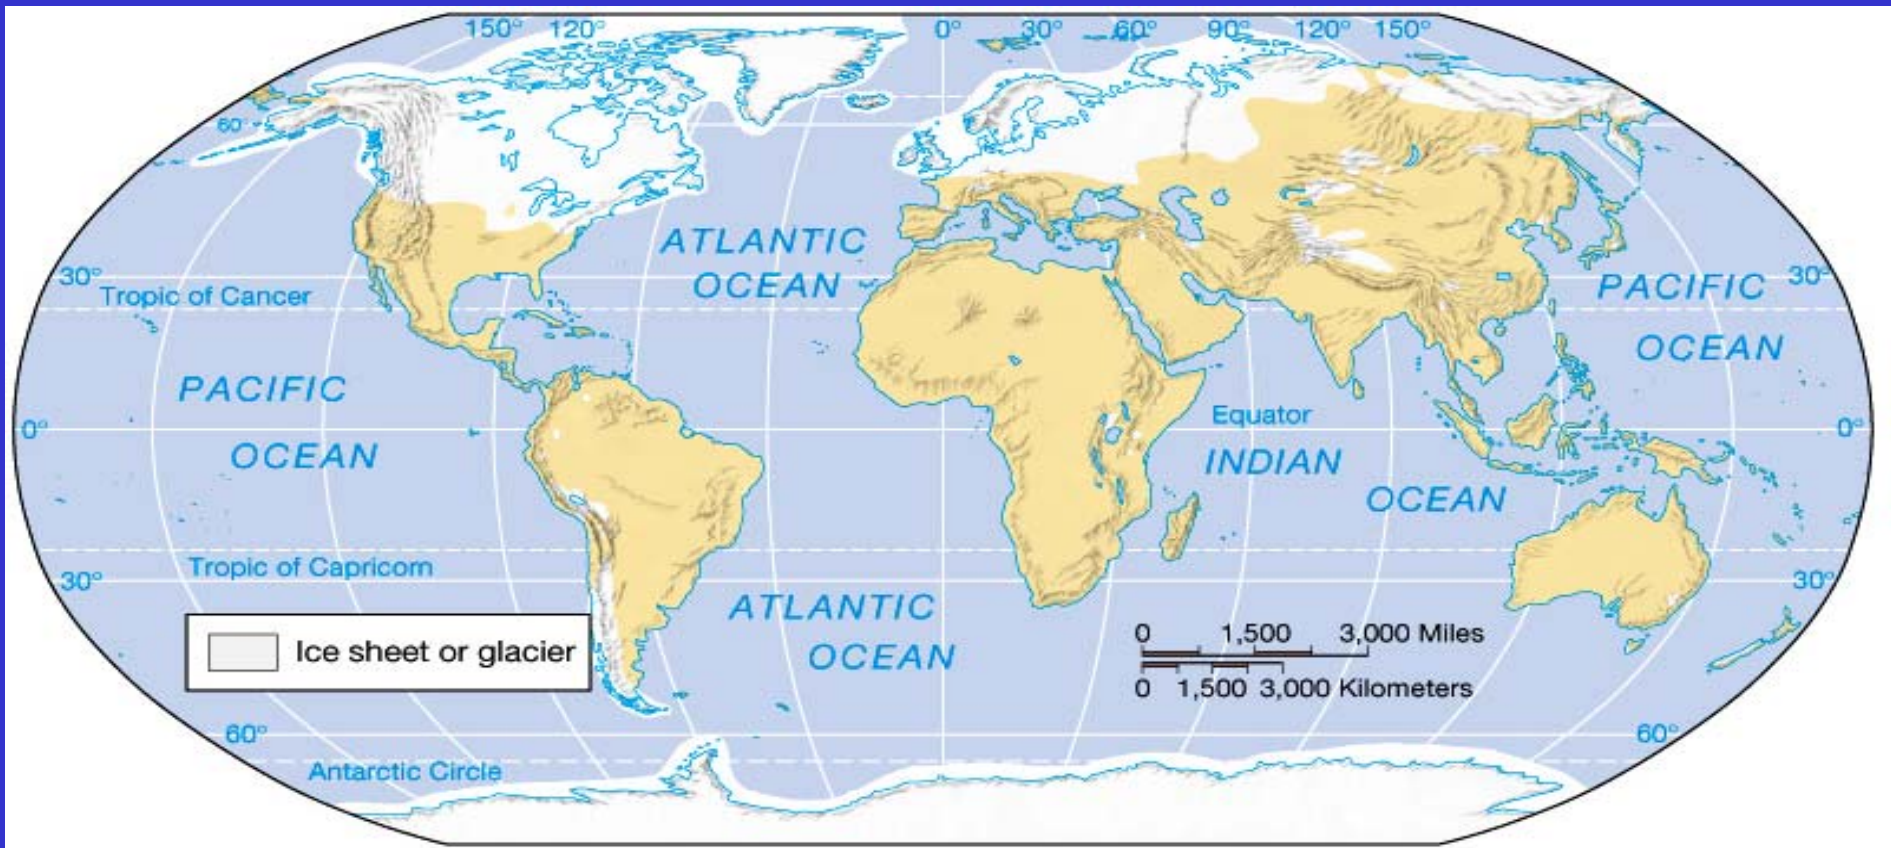 150° 120° 0° 30° 60° 90° 120° 150°
60°
ATLANTIC
OCEAN
30° 30°
Tropic of Cancer
PACIFIC
OCEAN
PACIFIC
OCEAN
Equator
0° 0°
INDIAN
OCEAN
Tropic of Capricorn
30° 30°
ATLANTIC
OCEAN
0 1,500 3,000 Miles
0 1,500 3,000 Kilometers
Ice sheet or glacier
60° 60°
Antarctic Circle